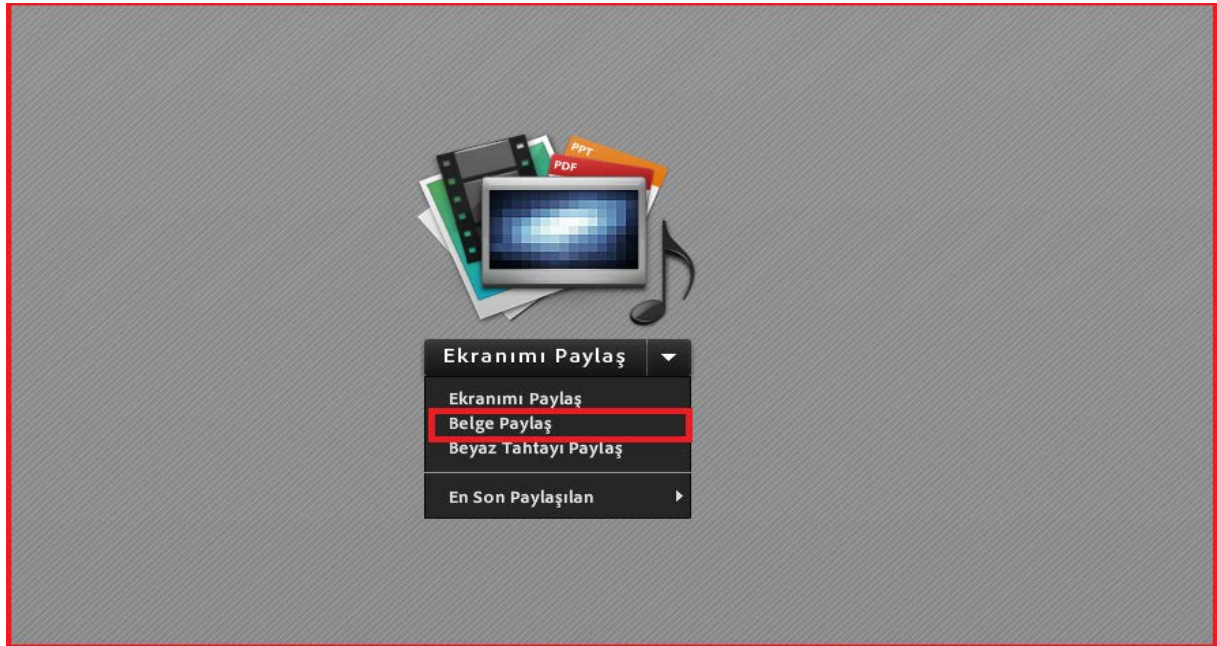 PPT
PDF
Ekranımı Paylaş
Ekranımı Paylaş
Belge Paylaş
Beyaz Tahtayı Paylaş
En Son Paylaşılan